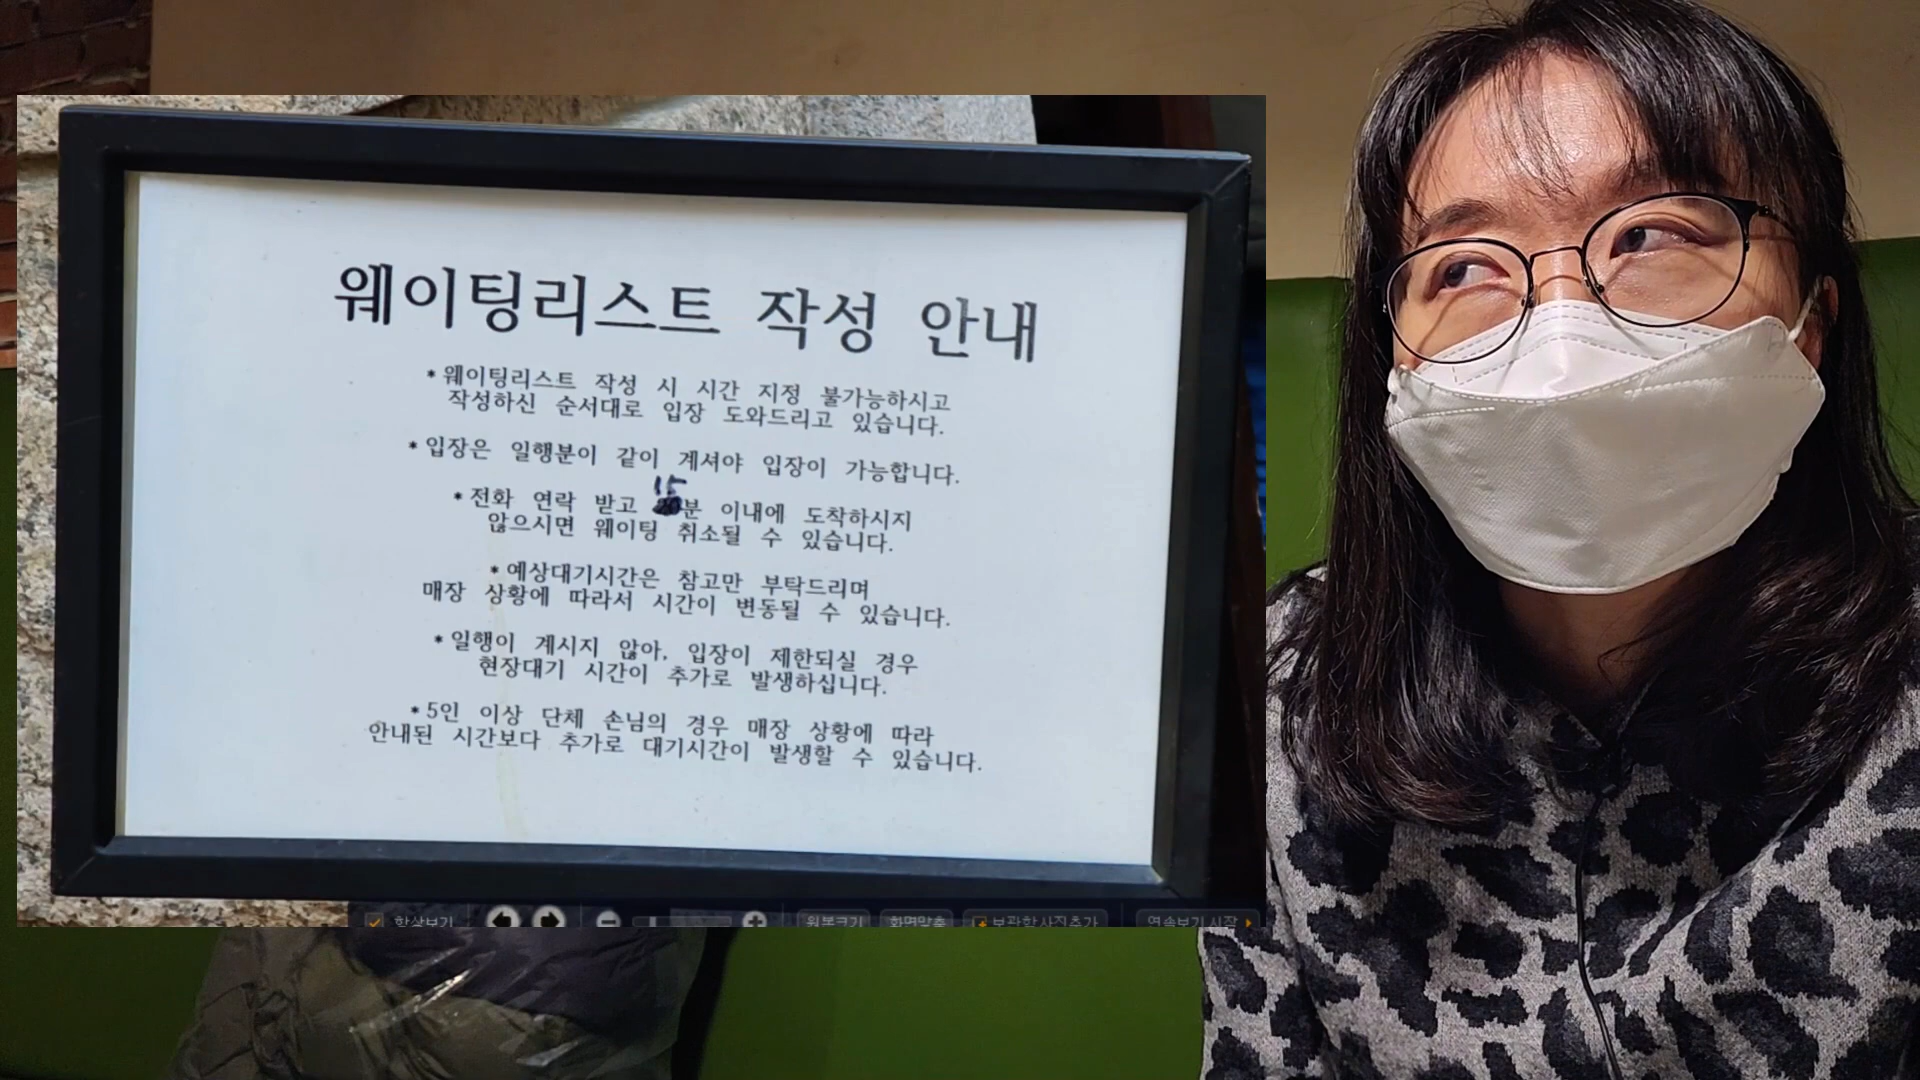 웨이팅리스트 작성 안내
* 웨이팅리스트 작성 시 시간 지정 불가능하시고
작성하신 순서대로 입장 도와드리고 있습니다.
* 입장은 일행분이 같이 계셔야 입장이 가능합니다.
* 전화 연락 받고 15분 이내에 도착하시지
않으시면 웨이팅 취소될 수 있습니다.
* 예상대기시간은 참고만 부탁드리며
매장 상황에 따라서 시간이 변동될 수 있습니다.
* 일행이 계시지 않아, 입장이 제한되실 경우
현장대기 시간이 추가로 발생하십니다.
* 5인 이상 단체 손님의 경우 매장 상황에 따라
안내된 시간보다 추가로 대기시간이 발생할 수 있습니다.
항상보기 원본크기 화면맞춤 보관함사진추가 연속보기 시작